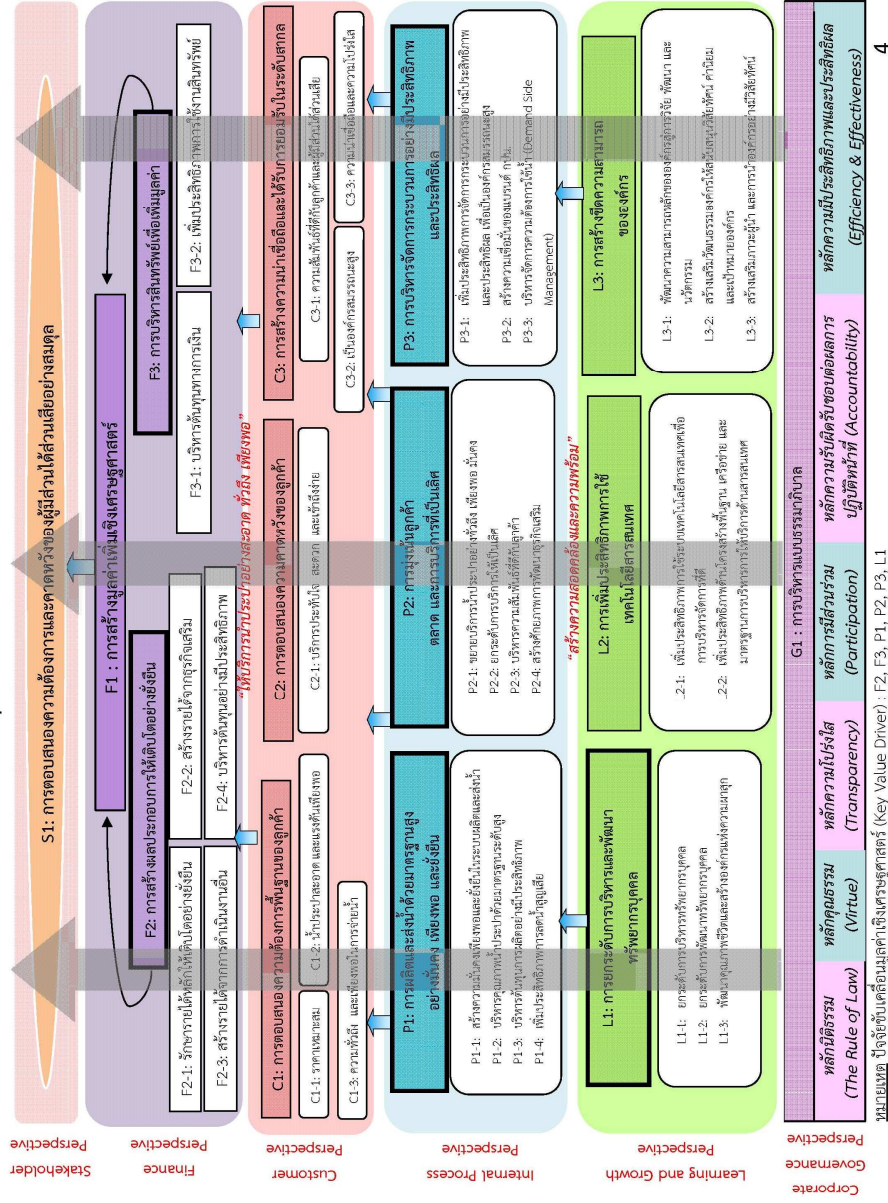 Stakeholder
Perspective
S1: การตอบสนองความต้องการและคาดหวังของผู้มีส่วนได้ส่วนเสียอย่างสมดุล
Finance
Perspective
F1 : การสร้างมูลค่าเพิ่มเชิงเศรษฐศาสตร์
F2: การสร้างผลประกอบการให้เติบโตอย่างยั่งยืน
F2-1: รักษารายได้หลักให้เติบโตอย่างยั่งยืน
F2-2: สร้างรายได้จากธุรกิจเสริม
F2-3: สร้างรายได้จากการดำเนินงานอื่น
F2-4: บริหารต้นทุนอย่างมีประสิทธิภาพ
F3: การบริหารสินทรัพย์เพื่อเพิ่มมูลค่า
F3-1: บริหารต้นทุนทางการเงิน
F3-2: เพิ่มประสิทธิภาพการใช้งานสินทรัพย์
"ให้บริการน้ำประปาอย่างสะอาด ทั่วถึง เพียงพอ"
Customer
Perspective
C1: การตอบสนองความต้องการพื้นฐานของลูกค้า
C1-1: ราคาเหมาะสม
C1-2: น้ำประปาสะอาด และแรงดันเพียงพอ
C1-3: ความทั่วถึง และเพียงพอในการจ่ายน้ำ
C2: การตอบสนองความคาดหวังของลูกค้า
C2-1: บริการประทับใจ สะดวก และเข้าถึงง่าย
C3: การสร้างความน่าเชื่อถือและได้รับการยอมรับในระดับสากล
C3-1: ความสัมพันธ์ที่ดีกับลูกค้าและผู้มีส่วนได้ส่วนเสีย
C3-2: เป็นองค์กรสมรรถนะสูง
C3-3: ความน่าเชื่อถือและความโปร่งใส
Internal Process
Perspective
P1: การผลิตและส่งน้ำด้วยมาตรฐานสูง
อย่างมั่นคง เพียงพอ และยั่งยืน
P1-1: สร้างความมั่นคงเพียงพอและยั่งยืนในระบบผลิตและส่งน้ำ
P1-2: บริหารคุณภาพน้ำประปาด้วยมาตรฐานระดับสูง
P1-3: บริหารต้นทุนการผลิตอย่างมีประสิทธิภาพ
P1-4: เพิ่มประสิทธิภาพการลดน้ำสูญเสีย
P2: การมุ่งเน้นลูกค้า
ตลาด และการบริการที่เป็นเลิศ
P2-1: ขยายบริการน้ำประปาอย่างทั่วถึง เพียงพอ มั่นคง
P2-2: ยกระดับการบริการให้เป็นเลิศ
P2-3: บริหารความสัมพันธ์ที่ดีกับลูกค้า
P2-4: สร้างศักยภาพการพัฒนาธุรกิจเสริม
P3: การบริหารจัดการกระบวนการอย่างมีประสิทธิภาพ
และประสิทธิผล
P3-1: เพิ่มประสิทธิภาพการจัดการกระบวนการอย่างมีประสิทธิภาพ
และประสิทธิผล เพื่อเป็นองค์กรสมรรถนะสูง
P3-2: สร้างความเชื่อมั่นของแบรนด์ กปน.
P3-3: บริหารจัดการความต้องการใช้น้ำ (Demand Side
Management)
"สร้างความสอดคล้องและความพร้อม"
Learning and Growth
Perspective
L1: การยกระดับการบริหารและพัฒนา
ทรัพยากรบุคคล
L1-1: ยกระดับการบริหารทรัพยากรบุคคล
L1-2: ยกระดับการพัฒนาทรัพยากรบุคคล
L1-3: พัฒนาคุณภาพชีวิตและสร้างองค์กรแห่งความผาสุก
L2: การเพิ่มประสิทธิภาพการใช้
เทคโนโลยีสารสนเทศ
.2-1: เพิ่มประสิทธิภาพการใช้ระบบเทคโนโลยีสารสนเทศเพื่อ
การบริหารจัดการที่ดี
.2-2: เพิ่มประสิทธิภาพด้านโครงสร้างพื้นฐาน เครือข่าย และ
มาตรฐานการบริหารการให้บริการด้านสารสนเทศ
L3: การสร้างขีดความสามารถ
ขององค์กร
L3-1: พัฒนาความสามารถหลักขององค์กรสู่การวิจัย พัฒนา และ
นวัตกรรม
L3-2: สร้างเสริมวัฒนธรรมองค์กรให้สนับสนุนวิสัยทัศน์ ค่านิยม
และเป้าหมายองค์กร
L3-3: สร้างเสริมภาวะผู้นำ และการนำองค์กรอย่างมีวิสัยทัศน์
Corporate
Governance
Perspective
G1 : การบริหารแบบธรรมาภิบาล
หลักนิติธรรม
(The Rule of Law)
หลักคุณธรรม
(Virtue)
หลักความโปร่งใส
(Transparency)
หลักการมีส่วนร่วม
(Participation)
หลักความรับผิดรับชอบต่อผลการ
ปฏิบัติหน้าที่ (Accountability)
หลักความมีประสิทธิภาพและประสิทธิผล
(Efficiency & Effectiveness)
หมายเหตุ ปัจจัยขับเคลื่อนมูลค่าเชิงเศรษฐศาสตร์ (Key Value Driver) : F2, F3, P1, P2, P3, L1
4